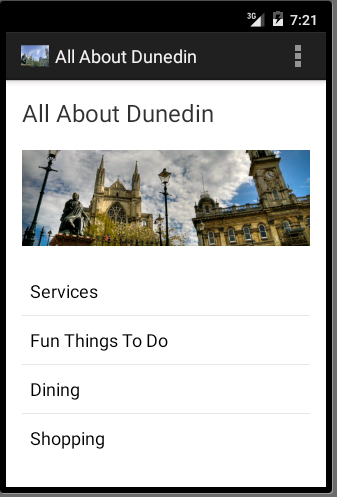 3G 7:21
All About Dunedin
All About Dunedin
Services
Fun Things To Do
Dining
Shopping